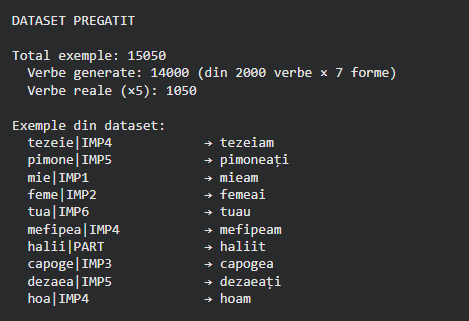 DATASET PREGATIT
Total exemple: 15050
Verbe generate: 14000 (din 2000 verbe × 7 forme)
Verbe reale (×5): 1050
Exemple din dataset:
tezeie|IMP4 → tezeiam
pimone|IMP5 → pimoneați
mie|IMP1 → mieam
feme|IMP2 → femeai
tua|IMP6 → tuau
mefipea|IMP4 → mefipeam
halii|PART → haliit
capoge|IMP3 → capogea
dezaea|IMP5 → dezaeați
hoa|IMP4 → hoam